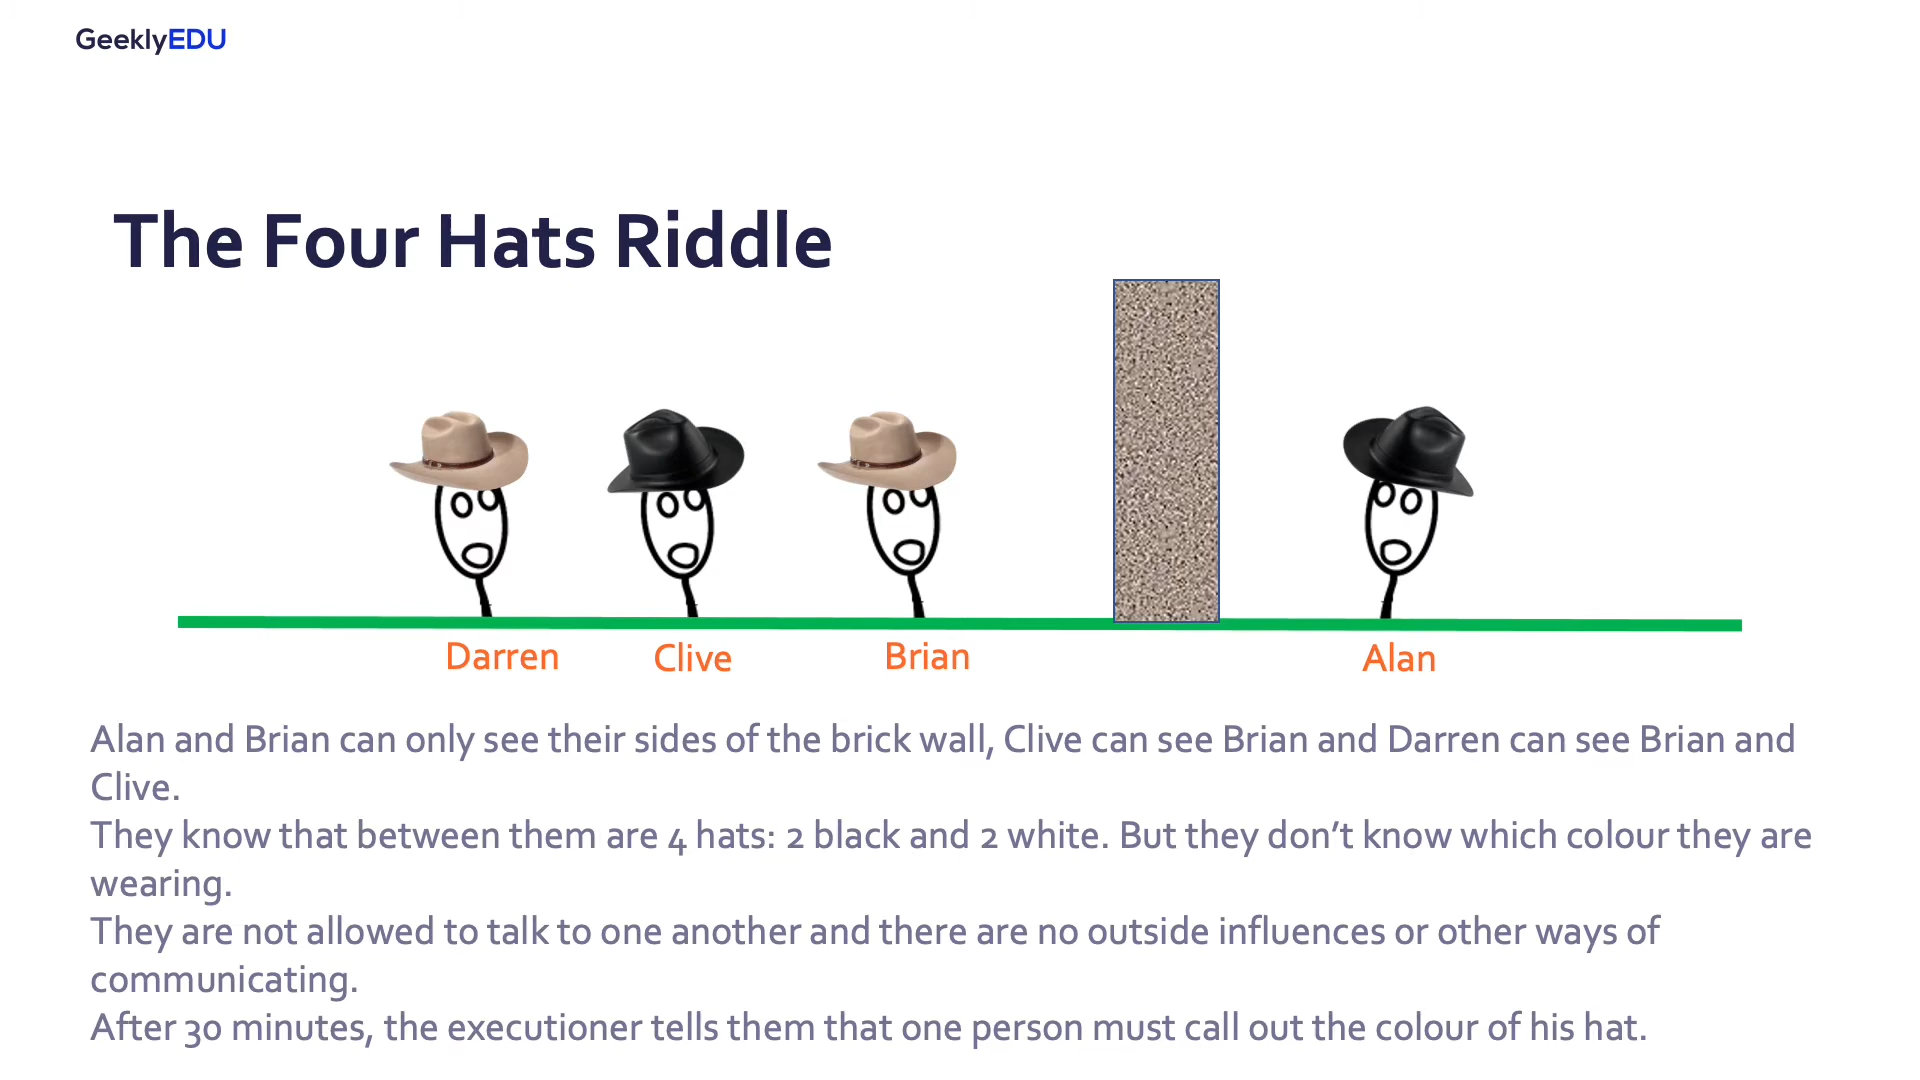 GeeklyEDU
The Four Hats Riddle
Darren Clive Brian Alan
Alan and Brian can only see their sides of the brick wall, Clive can see Brian and Darren can see Brian and
Clive.
They know that between them are 4 hats: 2 black and 2 white. But they don’t know which colour they are
wearing.
They are not allowed to talk to one another and there are no outside influences or other ways of
communicating.
After 30 minutes, the executioner tells them that one person must call out the colour of his hat.